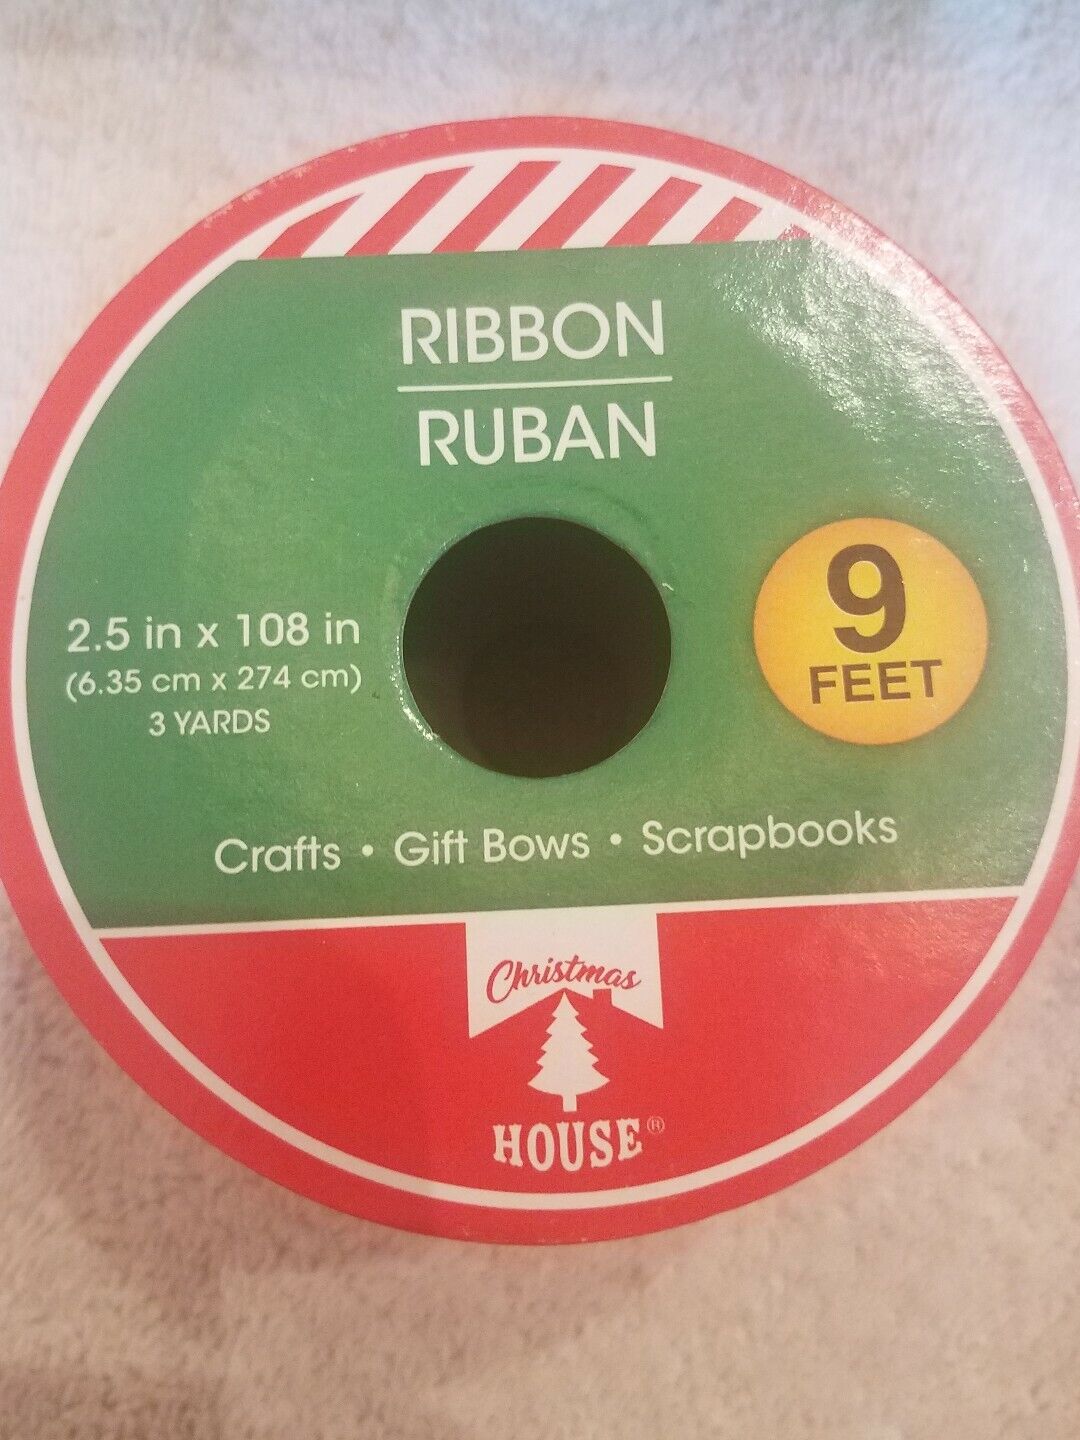 RIBBON
RUBAN
9
FEET
2.5 in x 108 in
(6.35 cm x 274 cm)
3 YARDS
Crafts • Gift Bows • Scrapbooks
Christmas
HOUSE®